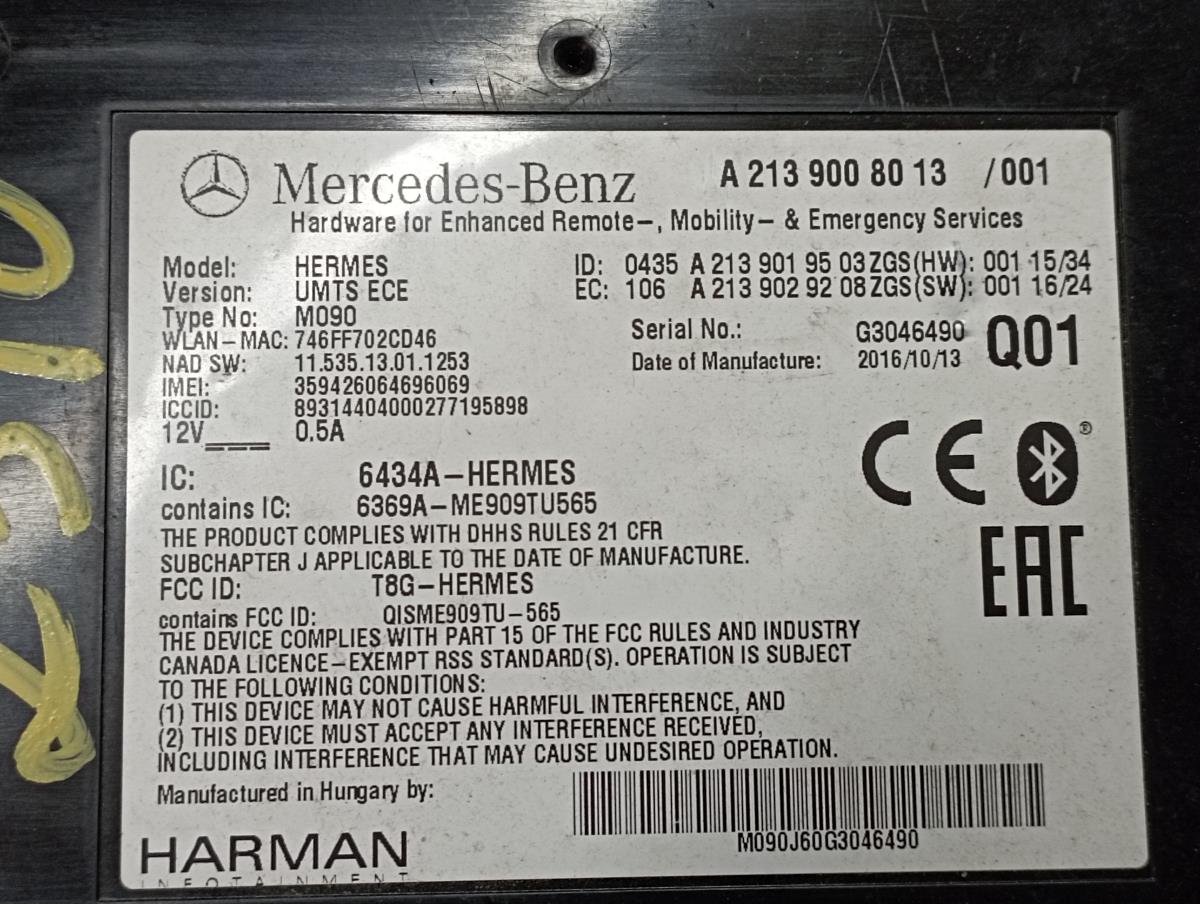 Mercedes-Benz A 213 900 80 13 /001
Hardware for Enhanced Remote-, Mobility- & Emergency Services
Model: HERMES ID: 0435 A 213 901 95 03 ZGS(HW): 001 15/34
Version: UMTS ECE EC: 106 A 213 902 92 08 ZGS(SW): 001 16/24
Type No: M090
WLAN-MAC: 746FF702CD46 Serial No.: G3046490 Q01
NAD SW: 11.535.13.01.1253 Date of Manufacture: 2016/10/13
IMEI: 359426064696069
ICCID: 89314404000277195898
12V 0.5A
CE ®
IC: 6434A-HERMES
contains IC: 6369A-ME909TU565
THE PRODUCT COMPLIES WITH DHHS RULES 21 CFR
SUBCHAPTER J APPLICABLE TO THE DATE OF MANUFACTURE.
EAC
FCC ID: T8G-HERMES
contains FCC ID: QISME909TU-565
THE DEVICE COMPLIES WITH PART 15 OF THE FCC RULES AND INDUSTRY
CANADA LICENCE-EXEMPT RSS STANDARD(S). OPERATION IS SUBJECT
TO THE FOLLOWING CONDITIONS:
(1) THIS DEVICE MAY NOT CAUSE HARMFUL INTERFERENCE, AND
(2) THIS DEVICE MUST ACCEPT ANY INTERFERENCE RECEIVED,
INCLUDING INTERFERENCE THAT MAY CAUSE UNDESIRED OPERATION.
Manufactured in Hungary by:
M090J60G3046490
HARMAN
INFOTAINMENT